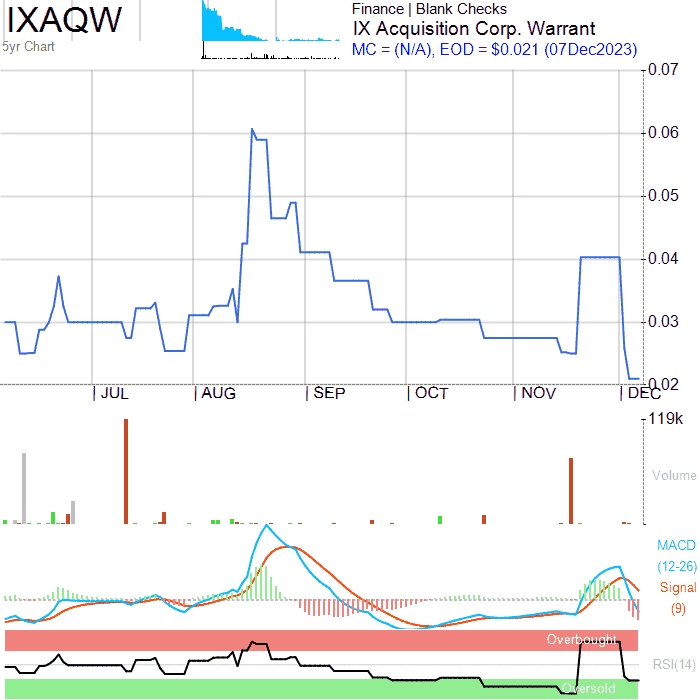 IXAQW
5yr Chart
Finance | Blank Checks
IX Acquisition Corp. Warrant
MC = (N/A), EOD = $0.021 (07Dec2023)
0.07
0.06
0.05
0.04
0.03
0.02
JUL
AUG
SEP
OCT
NOV
DEC
119k
Volume
MACD
(12-26)
Signal
(9)
Overbought
RSI(14)
Oversold